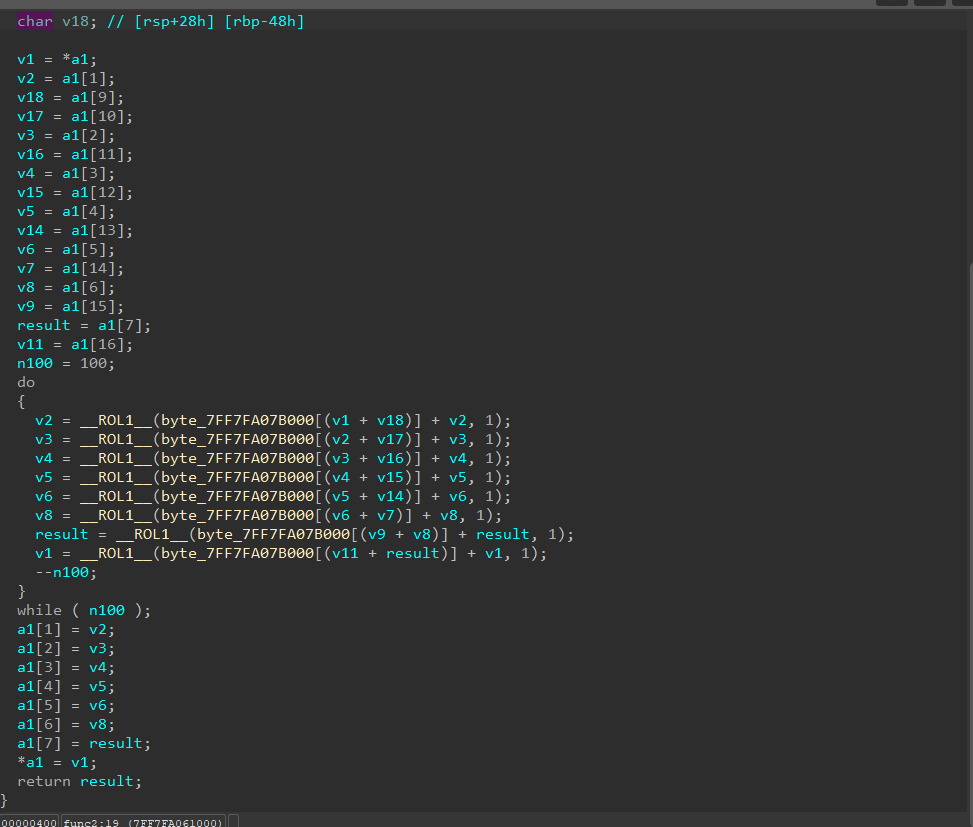 char v18; // [rsp+28h] [rbp-48h]
v1 = *a1;
v2 = a1[1];
v18 = a1[9];
v17 = a1[10];
v3 = a1[2];
v16 = a1[11];
v4 = a1[3];
v15 = a1[12];
v5 = a1[4];
v14 = a1[13];
v6 = a1[5];
v7 = a1[14];
v8 = a1[6];
v9 = a1[15];
result = a1[7];
v11 = a1[16];
n100 = 100;
do
{
v2 = __ROL1__(byte_7FF7FA07B000[(v1 + v18)] + v2, 1);
v3 = __ROL1__(byte_7FF7FA07B000[(v2 + v17)] + v3, 1);
v4 = __ROL1__(byte_7FF7FA07B000[(v3 + v16)] + v4, 1);
v5 = __ROL1__(byte_7FF7FA07B000[(v4 + v15)] + v5, 1);
v6 = __ROL1__(byte_7FF7FA07B000[(v5 + v14)] + v6, 1);
v8 = __ROL1__(byte_7FF7FA07B000[(v6 + v7)] + v8, 1);
result = __ROL1__(byte_7FF7FA07B000[(v9 + v8)] + result, 1);
v1 = __ROL1__(byte_7FF7FA07B000[(v11 + result)] + v1, 1);
--n100;
}
while ( n100 );
a1[1] = v2;
a1[2] = v3;
a1[3] = v4;
a1[4] = v5;
a1[5] = v6;
a1[6] = v8;
a1[7] = result;
*a1 = v1;
return result;
}
00000400 func2:19 (7FF7FA061000)